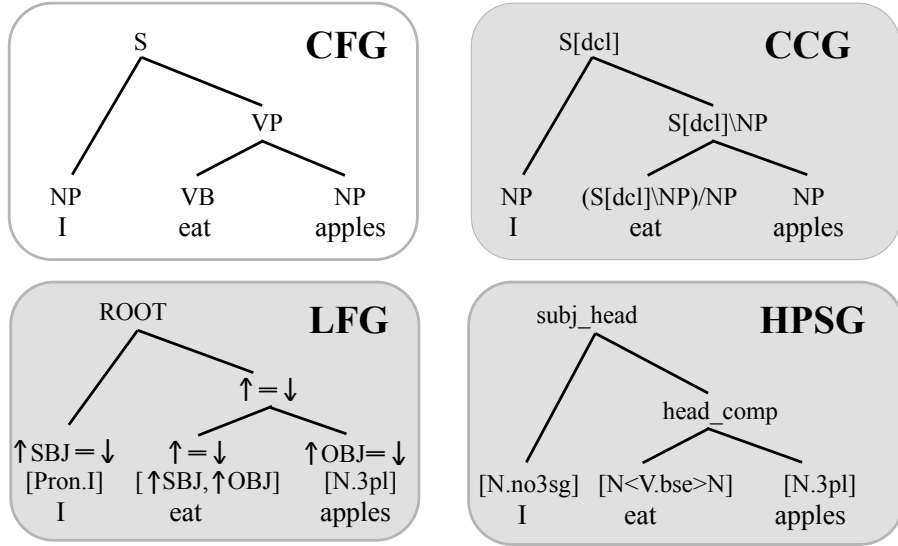 S CFG
VP
NP VB NP
I eat apples
S[dcl] CCG
S[dcl]\NP
NP (S[dcl]\NP)/NP NP
I eat apples
ROOT LFG
↑=↓
↑SBJ=↓ ↑=↓ ↑OBJ=↓
[Pron.I] [↑SBJ,↑OBJ] [N.3pl]
I eat apples
subj_head HPSG
head_comp
[N.no3sg] [N<V.bse>N] [N.3pl]
I eat apples